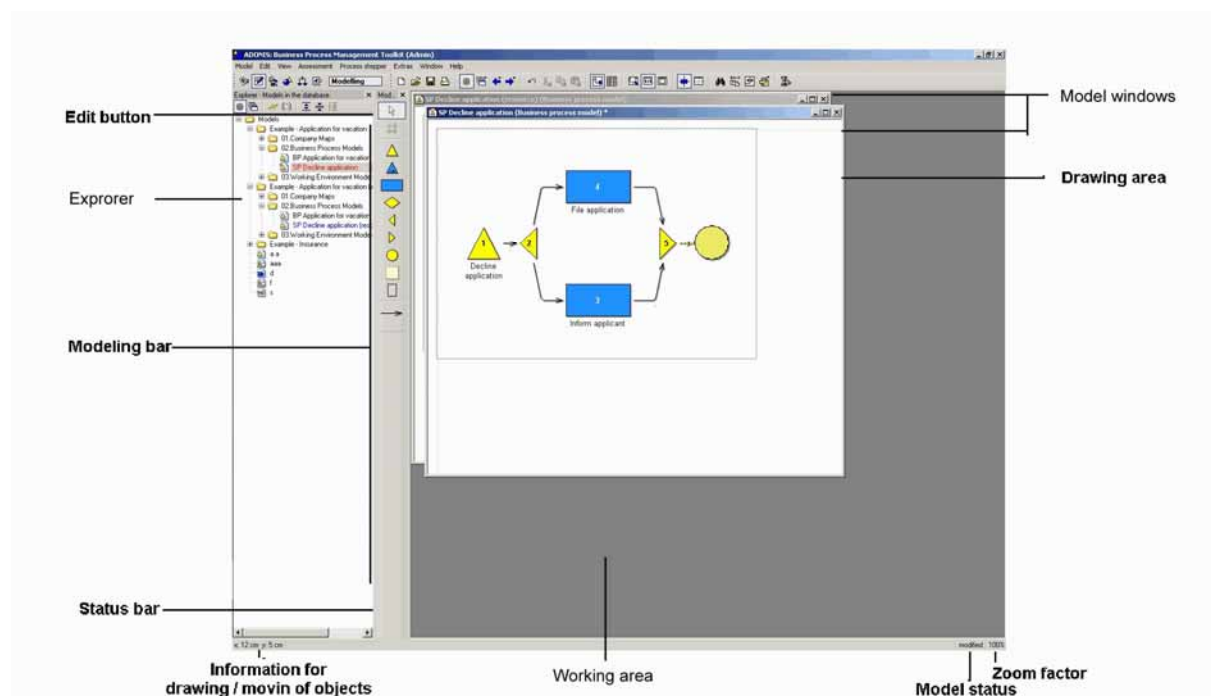 ADONIS: Business Process Management Toolkit (Admin)
Model Edit View Assessment Process stepper Extras Window Help
Modelling
Explorer - Models in the database
Mod...
SP Decline application (Business process model) *
Model windows
Edit button
Models
Example - Application for vacation
01.Company Maps
02.Business Process Models
BP Application for vacation
SP Decline application
03.Working Environment Mode
Drawing area
Exprorer
Example - Application for vacation
01.Company Maps
02.Business Process Models
BP Application for vacation
SP Decline application
03.Working Environment Mode
Example - Insurance
a a
aaa
d
f
s
4
File application
1
2
5
Decline
application
3
Inform applicant
Modeling bar
Status bar
x: 12 cm y: 5 cm
modified 100%
Information for
drawing / movin of objects
Working area
Zoom factor
Model status